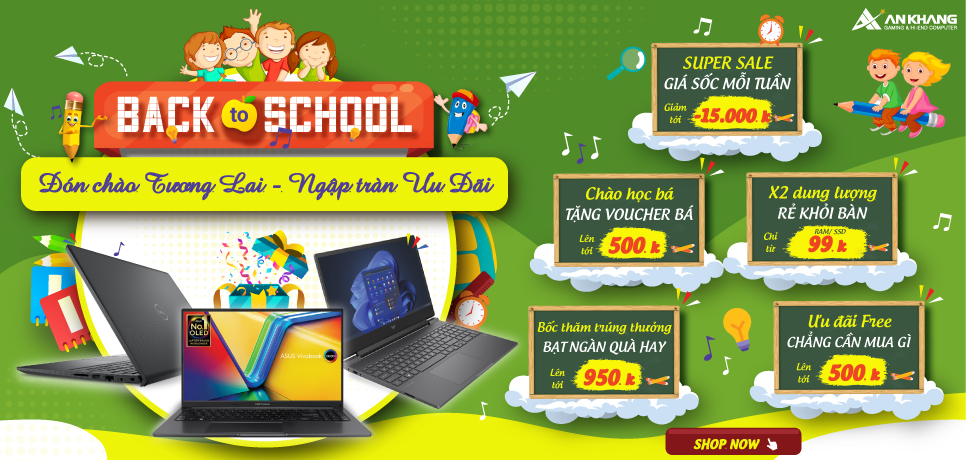 AN KHANG
GAMING & HI-END COMPUTER
BACK to SCHOOL
Đón chào Tương Lai - Ngập tràn Ưu Đãi
SUPER SALE
GIÁ SỐC MỖI TUẦN
Giảm tới -15.000.k
Chào học bá
TẶNG VOUCHER BÁ
Lên tới 500.k
X2 dung lượng
RẺ KHỎI BÀN
RAM/ SSD
Chỉ từ 99.k
Bốc thăm trúng thưởng
BẠT NGÀN QUÀ HAY
Lên tới 950.k
Ưu đãi Free
CHẲNG CẦN MUA GÌ
Lên tới 500.k
No.1
OLED
ASUS Vivobook
SHOP NOW